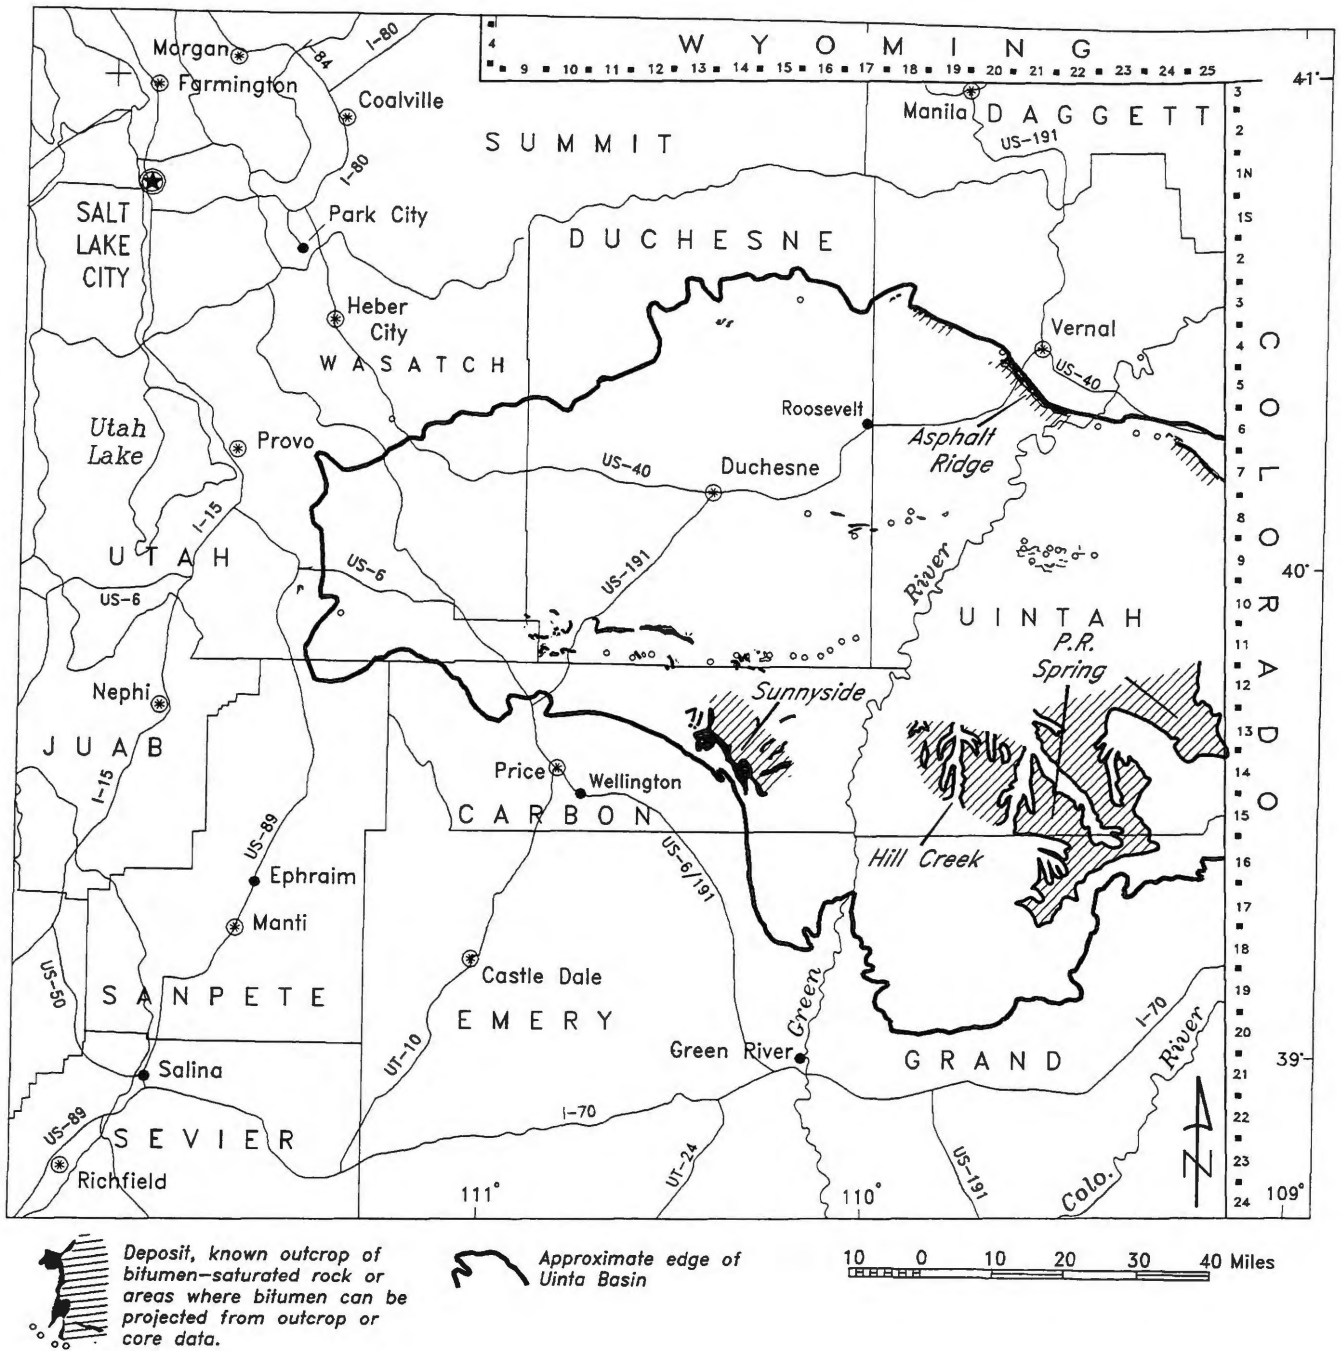 W Y O M I N G
4
9 10 11 12 13 14 15 16 17 18 19 20 21 22 23 24 25
41°
Morgan
I-84
I-80
Farmington
Coalville
Manila
DAGGETT
US-191
SUMMIT
I-80
3
2
1N
1S
2
3
4
5
6
7
8
9
10
11
12
13
14
15
16
17
18
19
20
21
22
23
24
SALT
LAKE
CITY
Park City
DUCHESNE
Heber
City
WASATCH
Vernal
US-40
COLORADO
Utah
Lake
Provo
Roosevelt
Asphalt
Ridge
US-40
Duchesne
I-15
UTAH
US-6
US-6
US-191
River
40°
UINTAH
P.R.
Spring
Nephi
Sunnyside
JUAB
I-15
Price
Wellington
CARBON
US-89
US-6/191
Hill Creek
Ephraim
Manti
US-50
SANPETE
Castle Dale
EMERY
UT-10
Green
Green River
GRAND
I-70
River
39°
Salina
US-89
SEVIER
I-70
UT-24
US-191
Colo.
N
Richfield
111°
110°
109°
Deposit, known outcrop of
bitumen-saturated rock or
areas where bitumen can be
projected from outcrop or
core data.
Approximate edge of
Uinta Basin
10 0 10 20 30 40 Miles